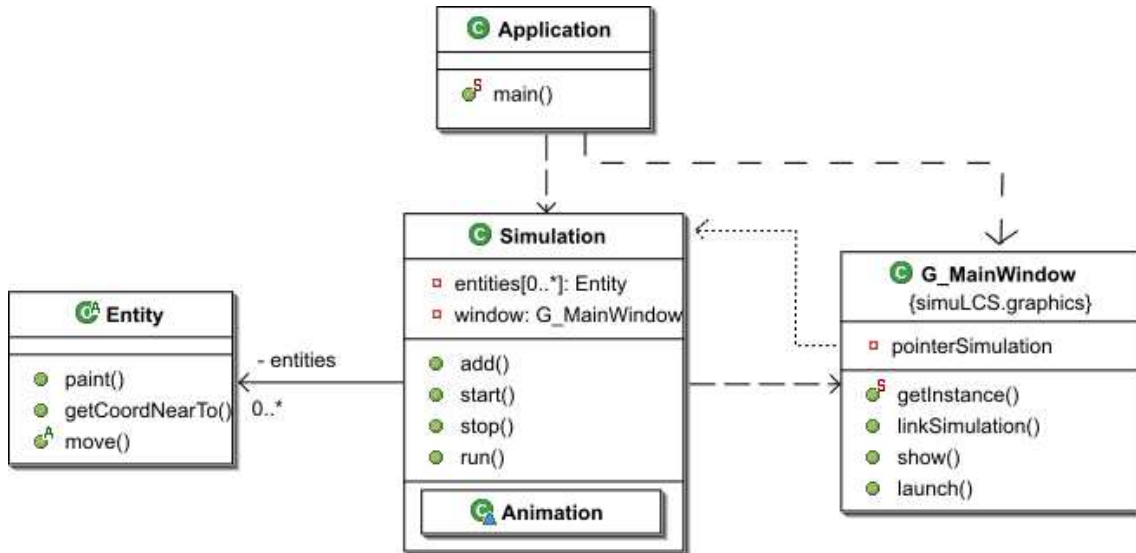 C Application
S main()
C Simulation
entities[0..*]: Entity
window: G_MainWindow
add()
start()
stop()
run()
C Animation
C G_MainWindow
{simuLCS.graphics}
pointerSimulation
S getInstance()
linkSimulation()
show()
launch()
C A Entity
paint()
getCoordNearTo()
A move()
- entities
0..*